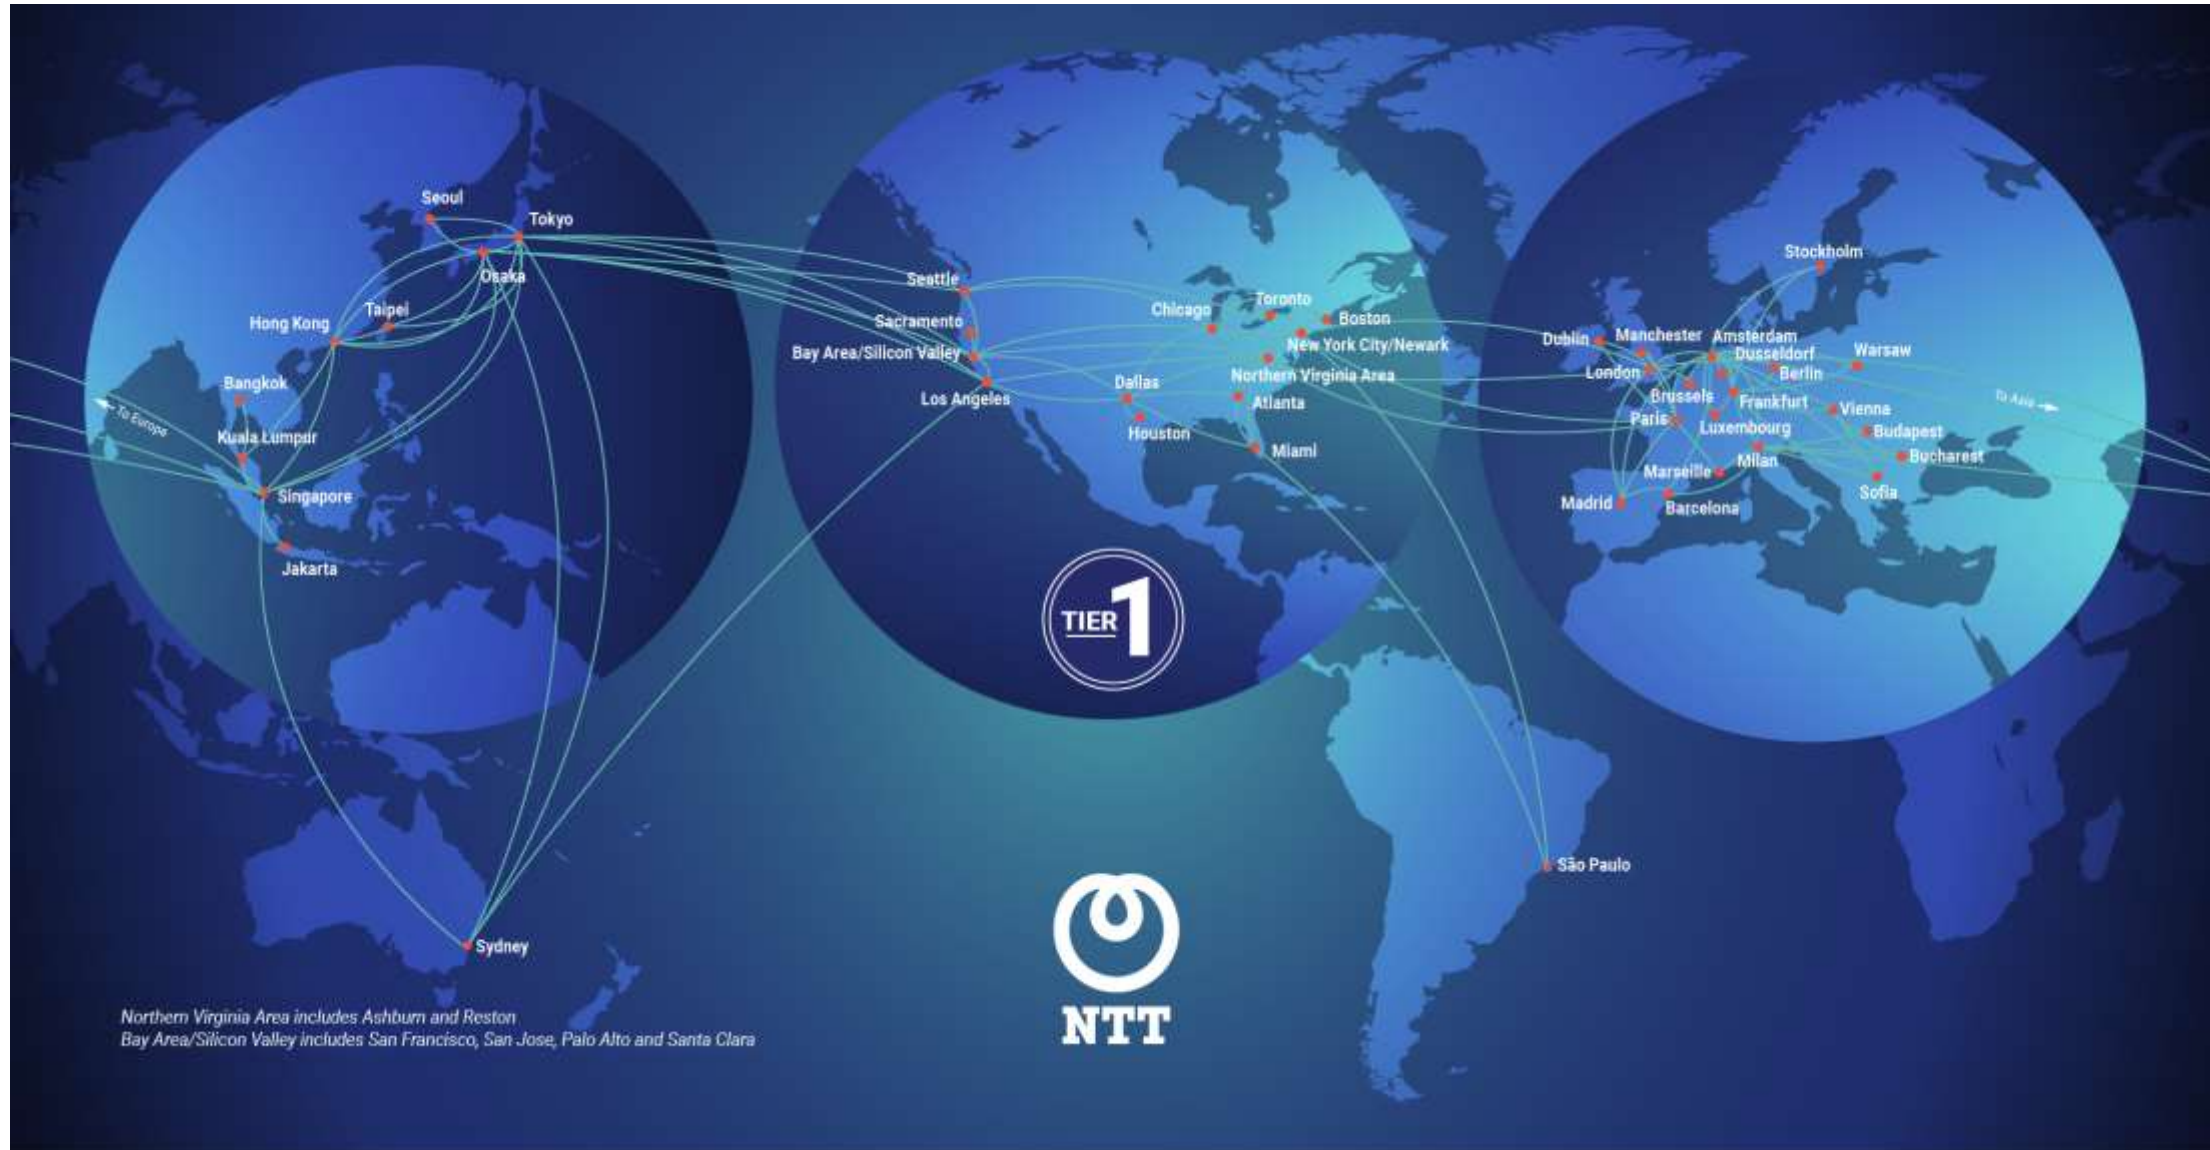 Seoul
Tokyo
Osaka
Taipei
Hong Kong
Bangkok
To Europe
Kuala Lumpur
Singapore
Jakarta
Sydney
Seattle
Sacramento
Bay Area/Silicon Valley
Los Angeles
Chicago
Toronto
Boston
New York City/Newark
Northern Virginia Area
Dallas
Atlanta
Houston
Miami
TIER 1
São Paulo
Stockholm
Dublin
Manchester
Amsterdam
Dusseldorf
Warsaw
London
Berlin
Brussels
Frankfurt
Vienna
Paris
Luxembourg
Budapest
Milan
Bucharest
Marseille
Sofia
Madrid
Barcelona
To Asia
NTT
Northern Virginia Area includes Ashburn and Reston
Bay Area/Silicon Valley includes San Francisco, San Jose, Palo Alto and Santa Clara